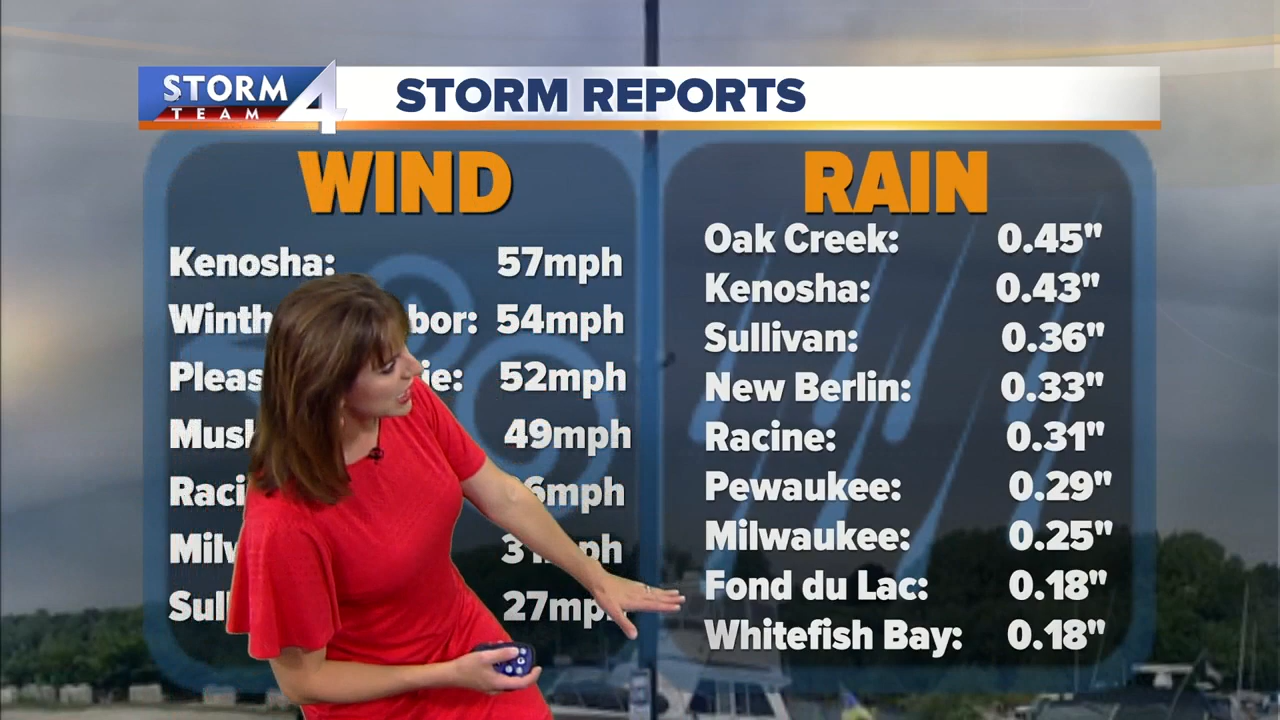 STORM TEAM 4
STORM REPORTS
WIND
Kenosha: 57mph
54mph
52mph
49mph
27mph
RAIN
Oak Creek: 0.45"
Kenosha: 0.43"
Sullivan: 0.36"
New Berlin: 0.33"
Racine: 0.31"
Pewaukee: 0.29"
Milwaukee: 0.25"
Fond du Lac: 0.18"
Whitefish Bay: 0.18"